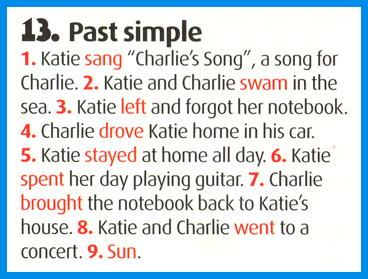 13. Past simple
1. Katie sang “Charlie’s Song”, a song for
Charlie. 2. Katie and Charlie swam in the
sea. 3. Katie left and forgot her notebook.
4. Charlie drove Katie home in his car.
5. Katie stayed at home all day. 6. Katie
spent her day playing guitar. 7. Charlie
brought the notebook back to Katie’s
house. 8. Katie and Charlie went to a
concert. 9. Sun.